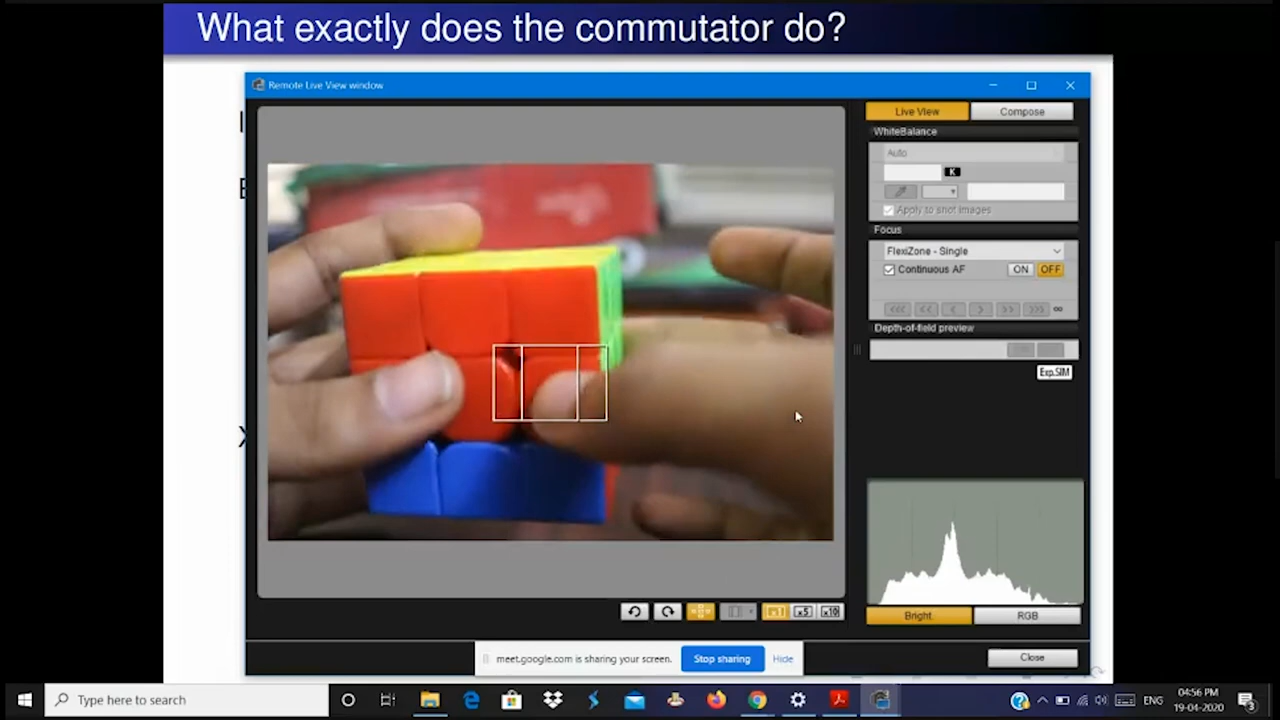 What exactly does the commutator do?
Remote Live View window
Live View
Compose
WhiteBalance
Auto
K
Apply to shot images
Focus
FlexiZone - Single
Continuous AF
ON
OFF
<<<
<<
<
>
>>
>>>
∞
Depth-of-field preview
Exp.SIM
x1
x5
x10
Bright
RGB
meet.google.com is sharing your screen.
Stop sharing
Hide
Close
Type here to search
ENG
04:56 PM
19-04-2020
3